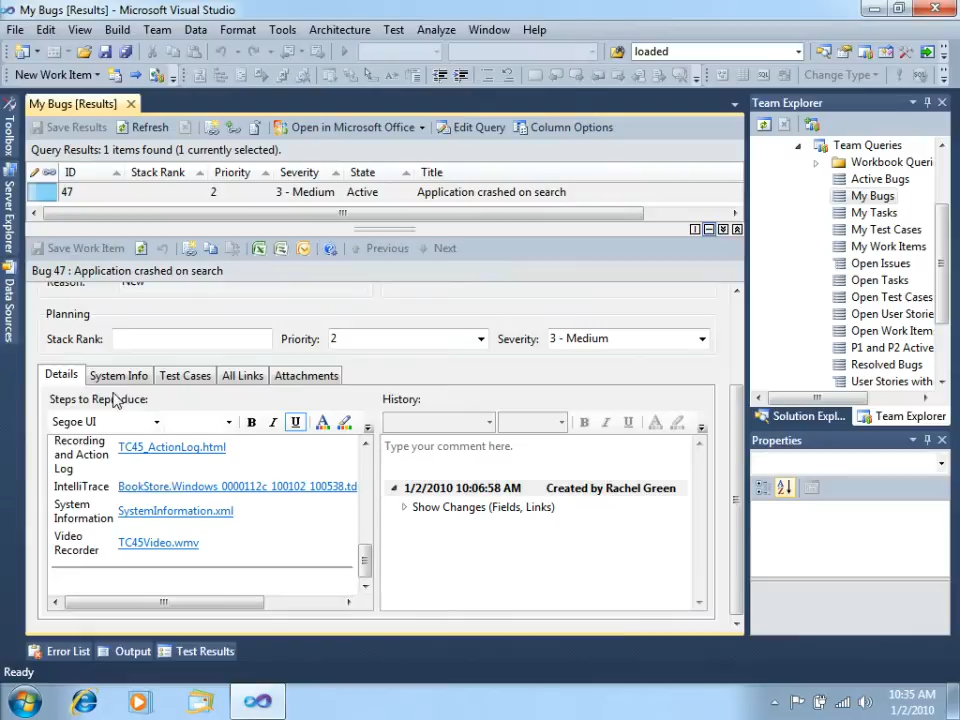 My Bugs [Results] - Microsoft Visual Studio
File Edit View Build Team Data Format Tools Architecture Test Analyze Window Help
loaded
New Work Item
Change Type
My Bugs [Results]
Save Results Refresh Open in Microsoft Office Edit Query Column Options
Query Results: 1 items found (1 currently selected).
ID Stack Rank Priority Severity State Title
47 2 3 - Medium Active Application crashed on search
Save Work Item Previous Next
Bug 47 : Application crashed on search
Reason: New
Planning
Stack Rank: Priority: 2 Severity: 3 - Medium
Details System Info Test Cases All Links Attachments
Steps to Reproduce:
Segoe UI
B I U A
Recording and Action Log
TC45_ActionLog.html
IntelliTrace BookStore.Windows_0000112c_100102_100538.td
System Information
SystemInformation.xml
Video Recorder
TC45Video.wmv
History:
B I U A
Type your comment here.
1/2/2010 10:06:58 AM Created by Rachel Green
Show Changes (Fields, Links)
Toolbox
Server Explorer
Data Sources
Team Explorer
Team Queries
Workbook Queri
Active Bugs
My Bugs
My Tasks
My Test Cases
My Work Items
Open Issues
Open Tasks
Open Test Cases
Open User Storie
Open Work Item
P1 and P2 Active
Resolved Bugs
User Stories with
Solution Expl... Team Explorer
Properties
Error List Output Test Results
Ready
10:35 AM
1/2/2010